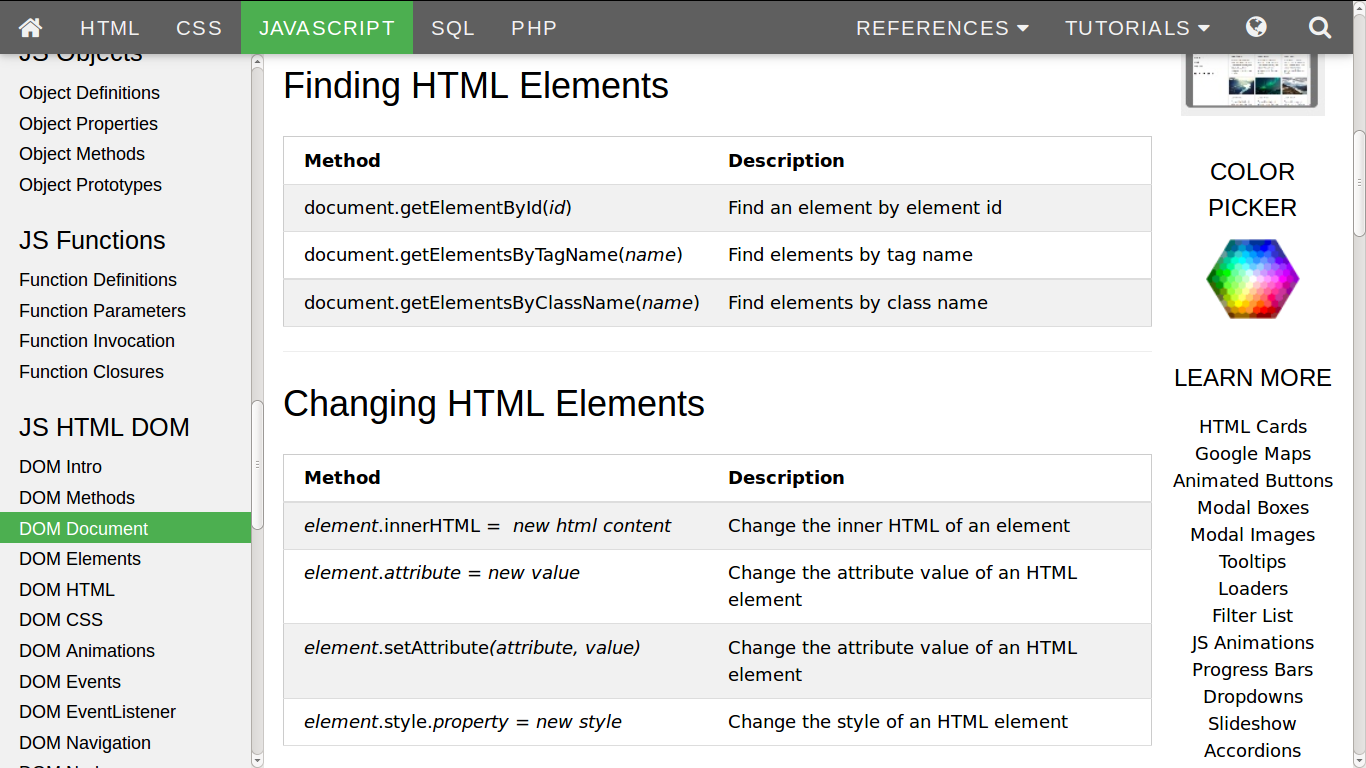 HTML CSS JAVASCRIPT SQL PHP REFERENCES TUTORIALS
JS Objects
Object Definitions
Object Properties
Object Methods
Object Prototypes
JS Functions
Function Definitions
Function Parameters
Function Invocation
Function Closures
JS HTML DOM
DOM Intro
DOM Methods
DOM Document
DOM Elements
DOM HTML
DOM CSS
DOM Animations
DOM Events
DOM EventListener
DOM Navigation
Finding HTML Elements
Method Description
document.getElementById(id) Find an element by element id
document.getElementsByTagName(name) Find elements by tag name
document.getElementsByClassName(name) Find elements by class name
Changing HTML Elements
Method Description
element.innerHTML = new html content Change the inner HTML of an element
element.attribute = new value Change the attribute value of an HTML
element
element.setAttribute(attribute, value) Change the attribute value of an HTML
element
element.style.property = new style Change the style of an HTML element
COLOR
PICKER
LEARN MORE
HTML Cards
Google Maps
Animated Buttons
Modal Boxes
Modal Images
Tooltips
Loaders
Filter List
JS Animations
Progress Bars
Dropdowns
Slideshow
Accordions